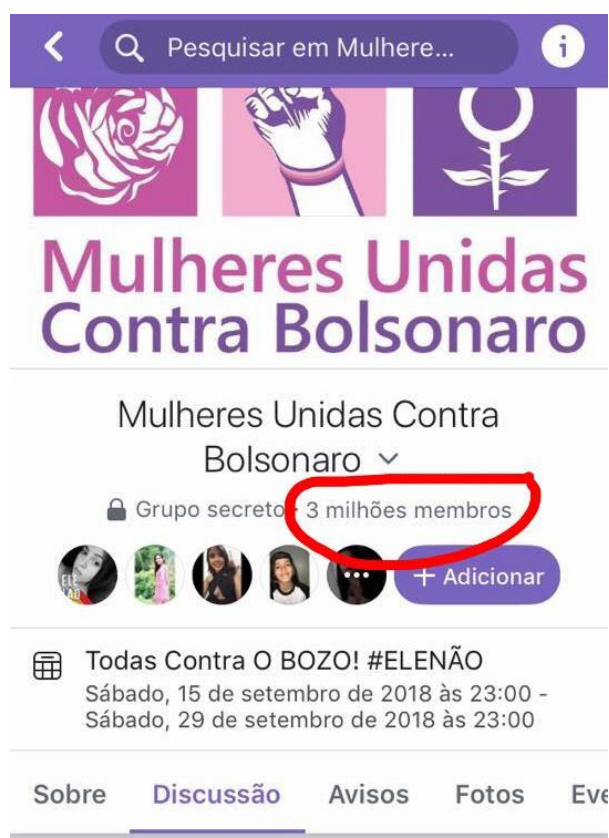 Pesquisar em Mulhere...
i
Mulheres Unidas
Contra Bolsonaro
Mulheres Unidas Contra
Bolsonaro
Grupo secreto · 3 milhões membros
ELE
NÃO
+ Adicionar
Todas Contra O BOZO! #ELENÃO
Sábado, 15 de setembro de 2018 às 23:00 -
Sábado, 29 de setembro de 2018 às 23:00
Sobre Discussão Avisos Fotos Eve